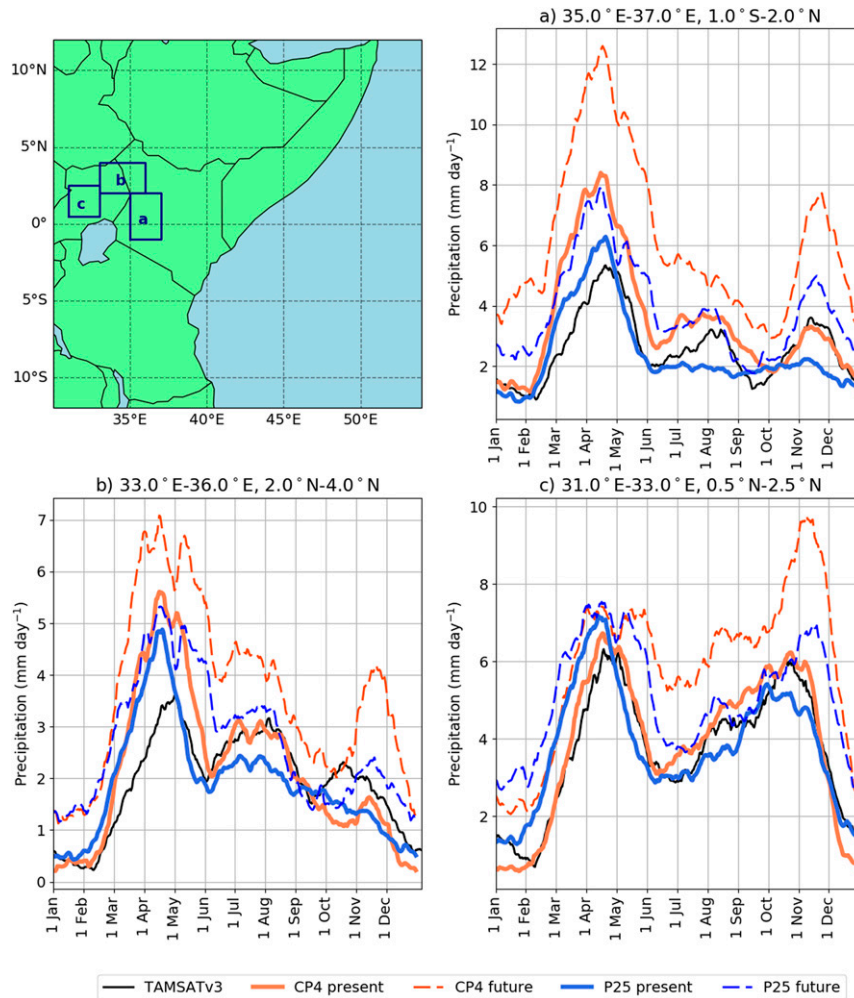 a) 35.0°E-37.0°E, 1.0°S-2.0°N
10°N
5°N
0°
5°S
10°S
35°E 40°E 45°E 50°E
b
c
a
Precipitation (mm day⁻¹)
12
10
8
6
4
2
1 Jan 1 Feb 1 Mar 1 Apr 1 May 1 Jun 1 Jul 1 Aug 1 Sep 1 Oct 1 Nov 1 Dec
b) 33.0°E-36.0°E, 2.0°N-4.0°N
Precipitation (mm day⁻¹)
7
6
5
4
3
2
1
0
1 Jan 1 Feb 1 Mar 1 Apr 1 May 1 Jun 1 Jul 1 Aug 1 Sep 1 Oct 1 Nov 1 Dec
c) 31.0°E-33.0°E, 0.5°N-2.5°N
Precipitation (mm day⁻¹)
10
8
6
4
2
1 Jan 1 Feb 1 Mar 1 Apr 1 May 1 Jun 1 Jul 1 Aug 1 Sep 1 Oct 1 Nov 1 Dec
TAMSATv3 CP4 present CP4 future P25 present P25 future